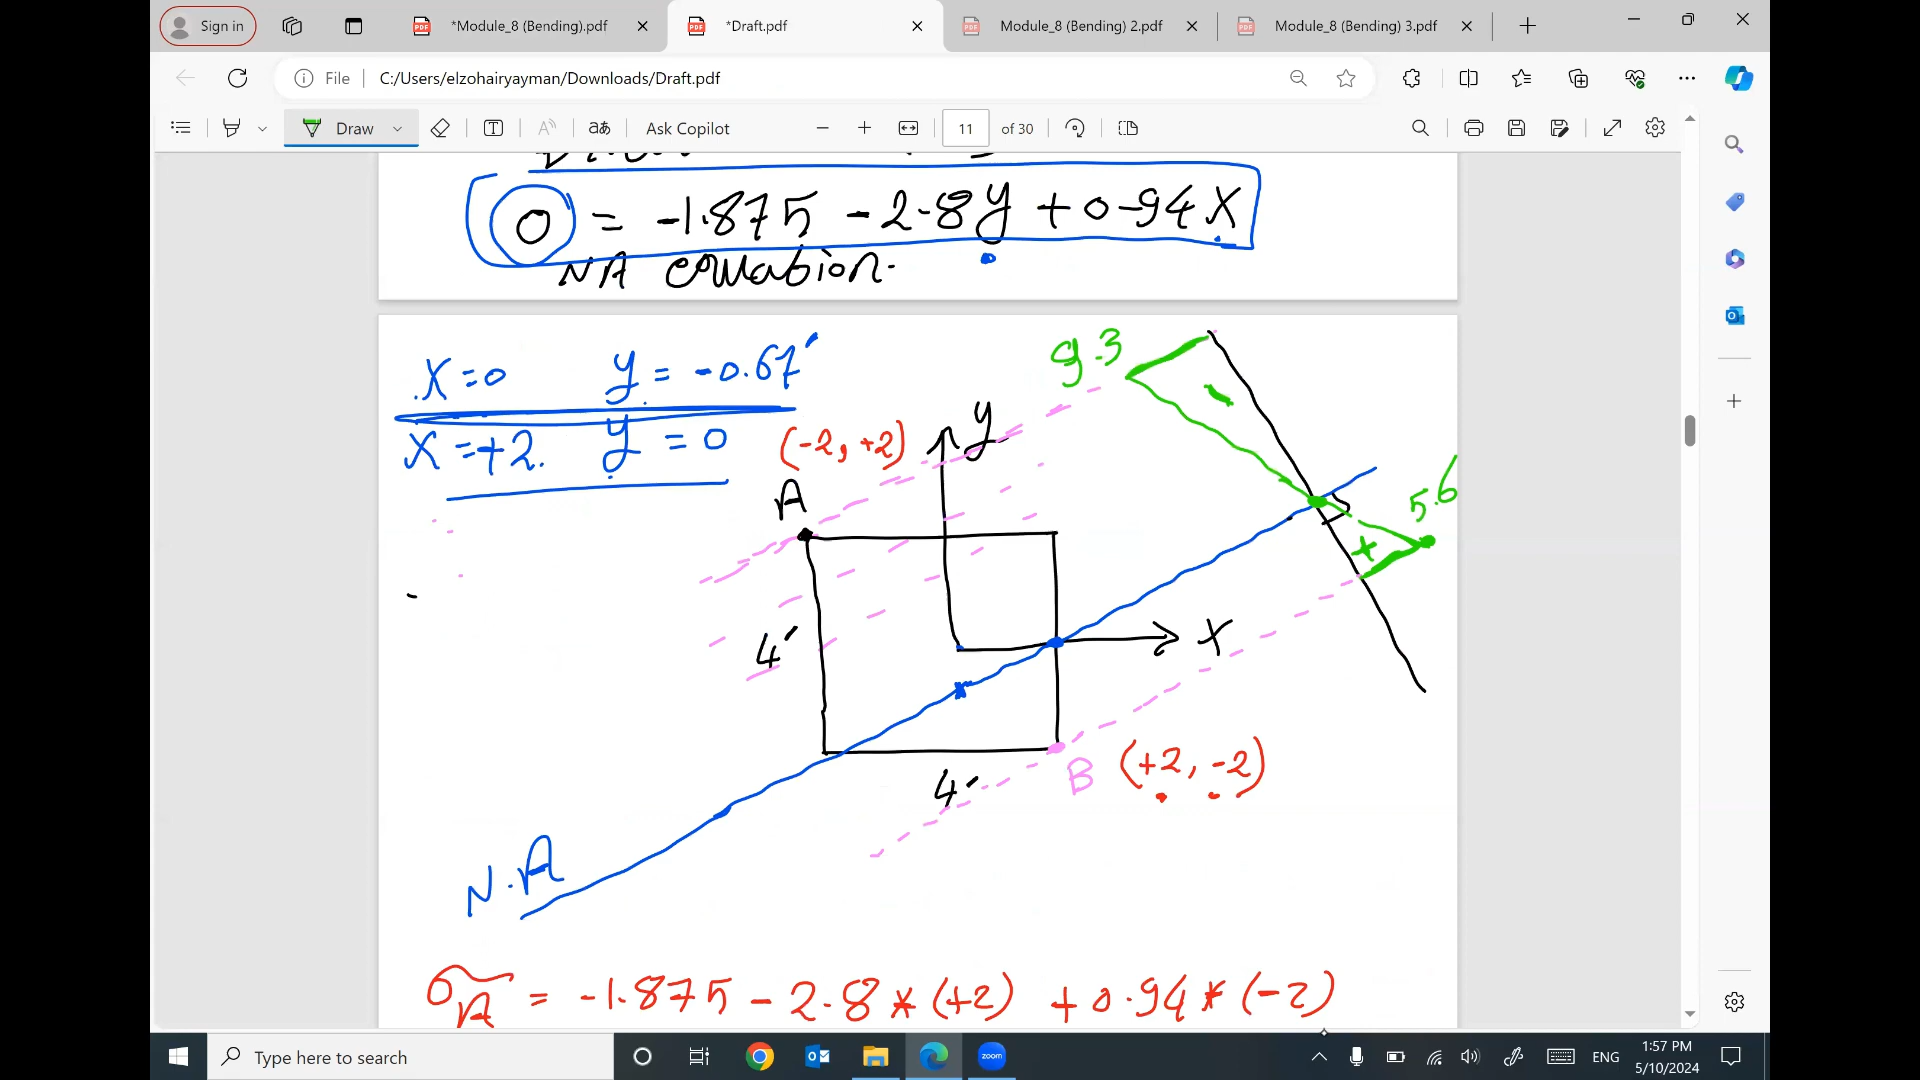 Sign in
*Module_8 (Bending).pdf
*Draft.pdf
Module_8 (Bending) 2.pdf
Module_8 (Bending) 3.pdf
File
C:/Users/elzohairyayman/Downloads/Draft.pdf
Draw
Ask Copilot
11 of 30
0 = -1.875 - 2.8y + 0.94x
NA equation.
x=0 y = -0.67'
x=+2. y = 0
(-2, +2)
A
y
9.3
-
5.6
+
4'
x
4'
B (+2, -2)
N.A
σA = -1.875 - 2.8 * (+2) + 0.94 * (-2)
Type here to search
zoom
ENG
1:57 PM
5/10/2024